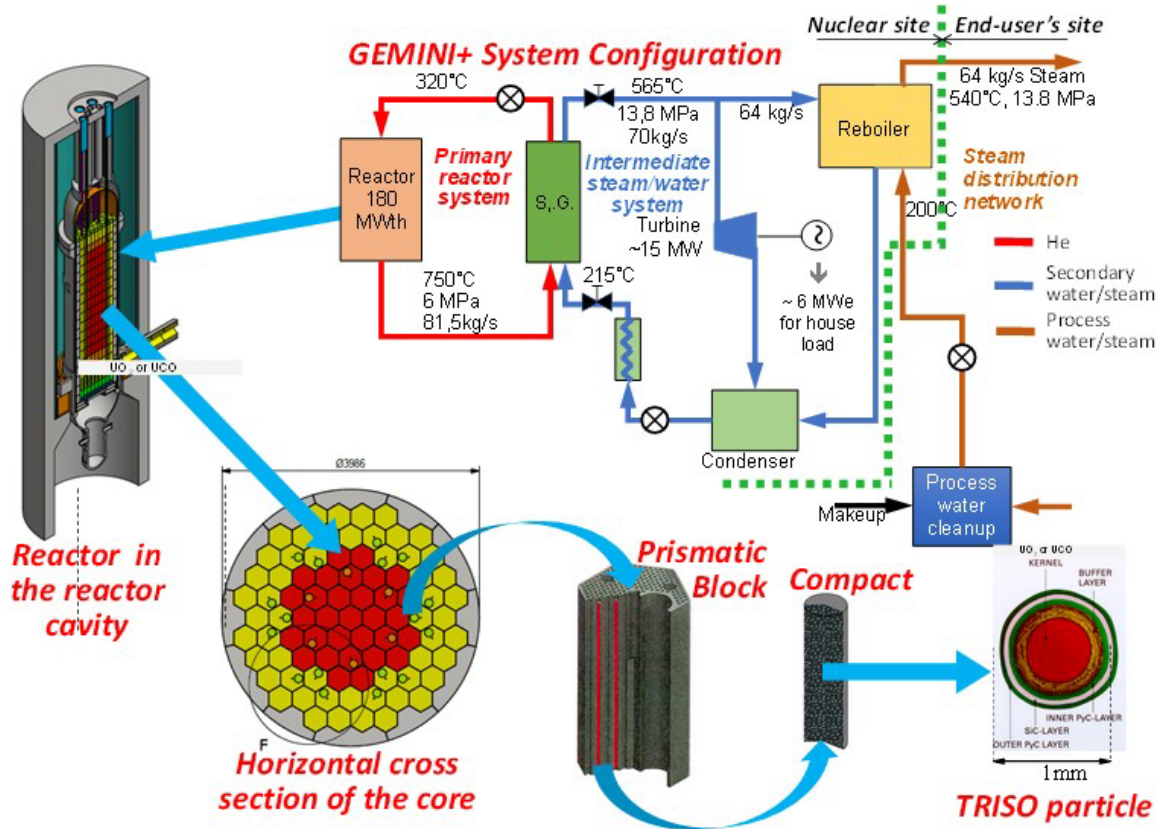 Nuclear site
End-user's site
GEMINI+ System Configuration
320°C
565°C
13,8 MPa
70kg/s
64 kg/s
64 kg/s Steam
540°C, 13.8 MPa
Reboiler
Reactor
180
MWth
Primary
reactor
system
S,.G.
Intermediate
steam/water
system
Steam
distribution
network
200°C
Turbine
~15 MW
750°C
6 MPa
81,5kg/s
215°C
~ 6 MWe
for house
load
He
Secondary
water/steam
Process
water/steam
UO2 or UCO
Condenser
Process
water
cleanup
Makeup
Ø3986
F
Reactor in
the reactor
cavity
Horizontal cross
section of the core
Prismatic
Block
Compact
UO2 or UCO
KERNEL
BUFFER
LAYER
INNER PyC-LAYER
SiC-LAYER
OUTER PyC LAYER
1mm
TRISO particle